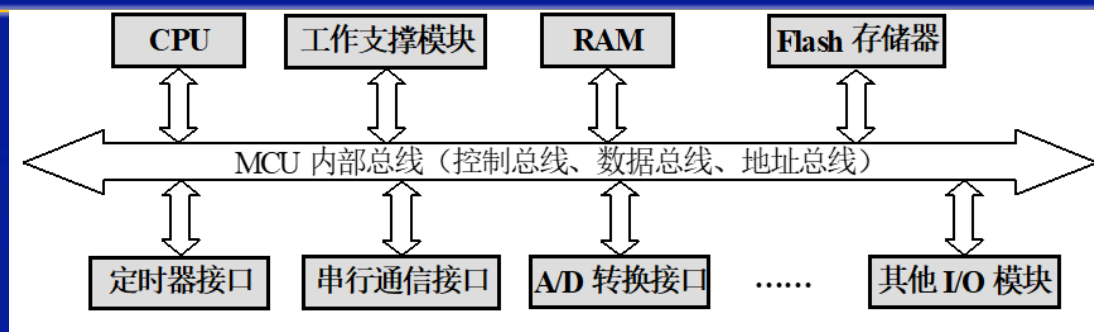 CPU
工作支撑模块
RAM
Flash 存储器
MCU 内部总线（控制总线、数据总线、地址总线）
定时器接口
串行通信接口
A/D 转换接口
……
其他 I/O 模块